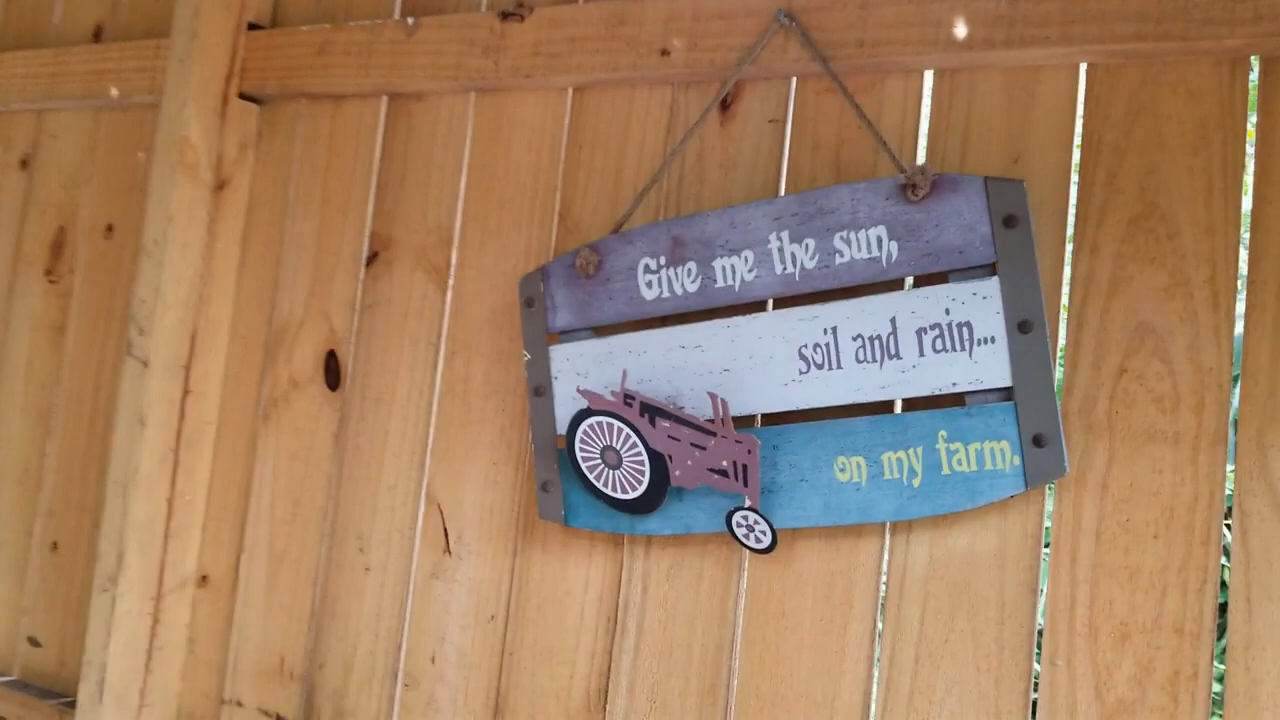 Give me the sun,
soil and rain...
on my farm.